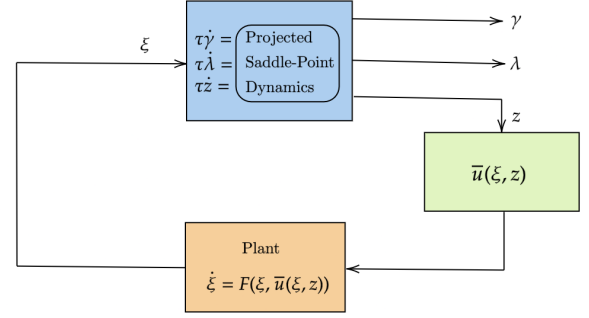 γ
ξ
τγ̇ = Projected
τλ̇ = Saddle-Point
λ
τż = Dynamics
z
u̅(ξ, z)
Plant
ξ̇ = F(ξ, u̅(ξ, z))